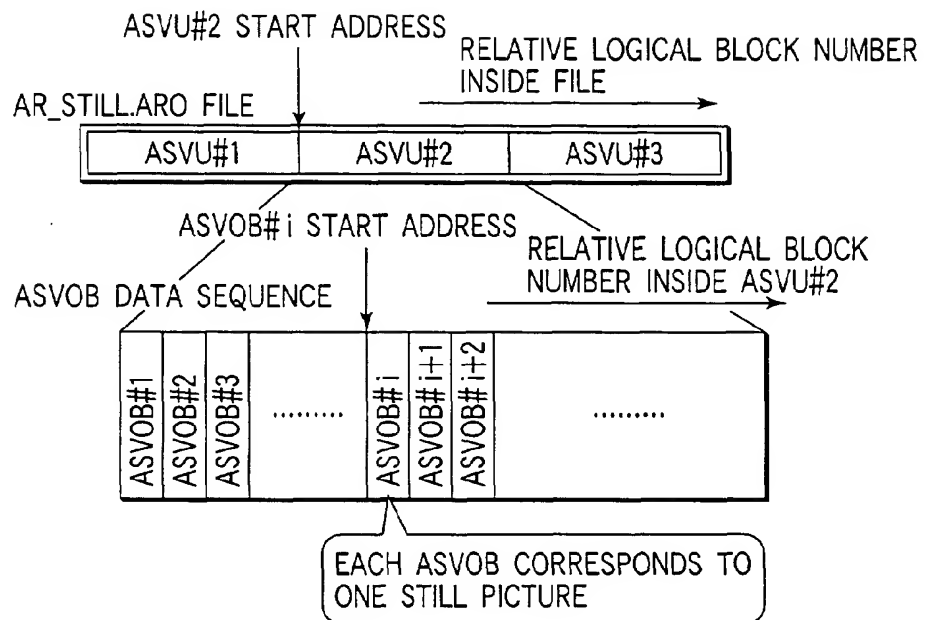 ASVU#2 START ADDRESS
RELATIVE LOGICAL BLOCK NUMBER
INSIDE FILE
AR_STILL.ARO FILE
ASVU#1
ASVU#2
ASVU#3
ASVOB#i START ADDRESS
RELATIVE LOGICAL BLOCK
NUMBER INSIDE ASVU#2
ASVOB DATA SEQUENCE
ASVOB#1
ASVOB#2
ASVOB#3
.........
ASVOB#i
ASVOB#i+1
ASVOB#i+2
.........
EACH ASVOB CORRESPONDS TO
ONE STILL PICTURE